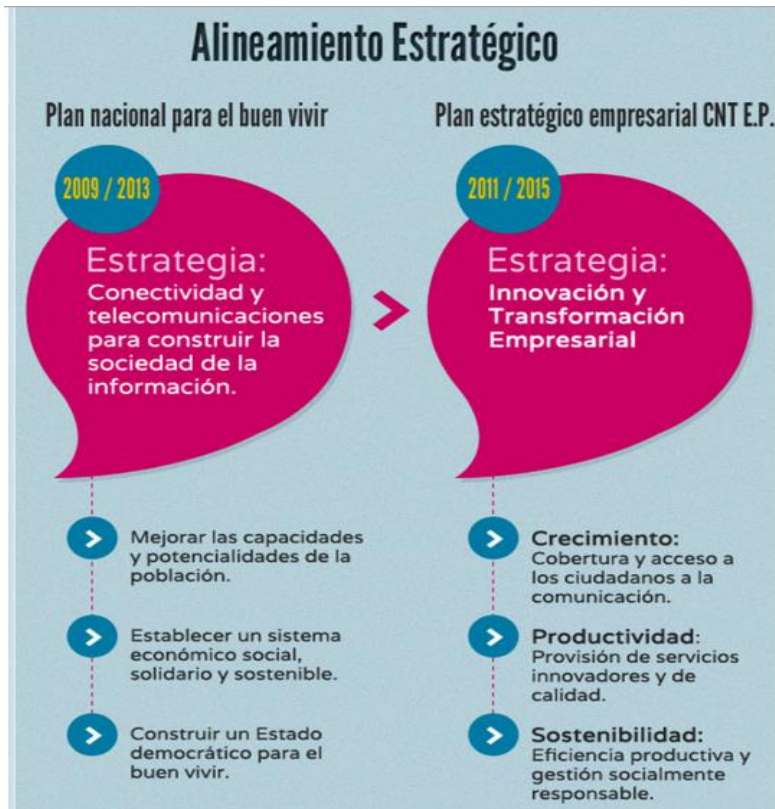 Alineamiento Estratégico
Plan nacional para el buen vivir
2009 / 2013
Estrategia:
Conectividad y
telecomunicaciones
para construir la
sociedad de la
información.
Mejorar las capacidades
y potencialidades de la
población.
Establecer un sistema
económico social,
solidario y sostenible.
Construir un Estado
democrático para el
buen vivir.
Plan estratégico empresarial CNT E.P.
2011 / 2015
Estrategia:
Innovación y
Transformación
Empresarial
Crecimiento:
Cobertura y acceso a
los ciudadanos a la
comunicación.
Productividad:
Provisión de servicios
innovadores y de
calidad.
Sostenibilidad:
Eficiencia productiva y
gestión socialmente
responsable.